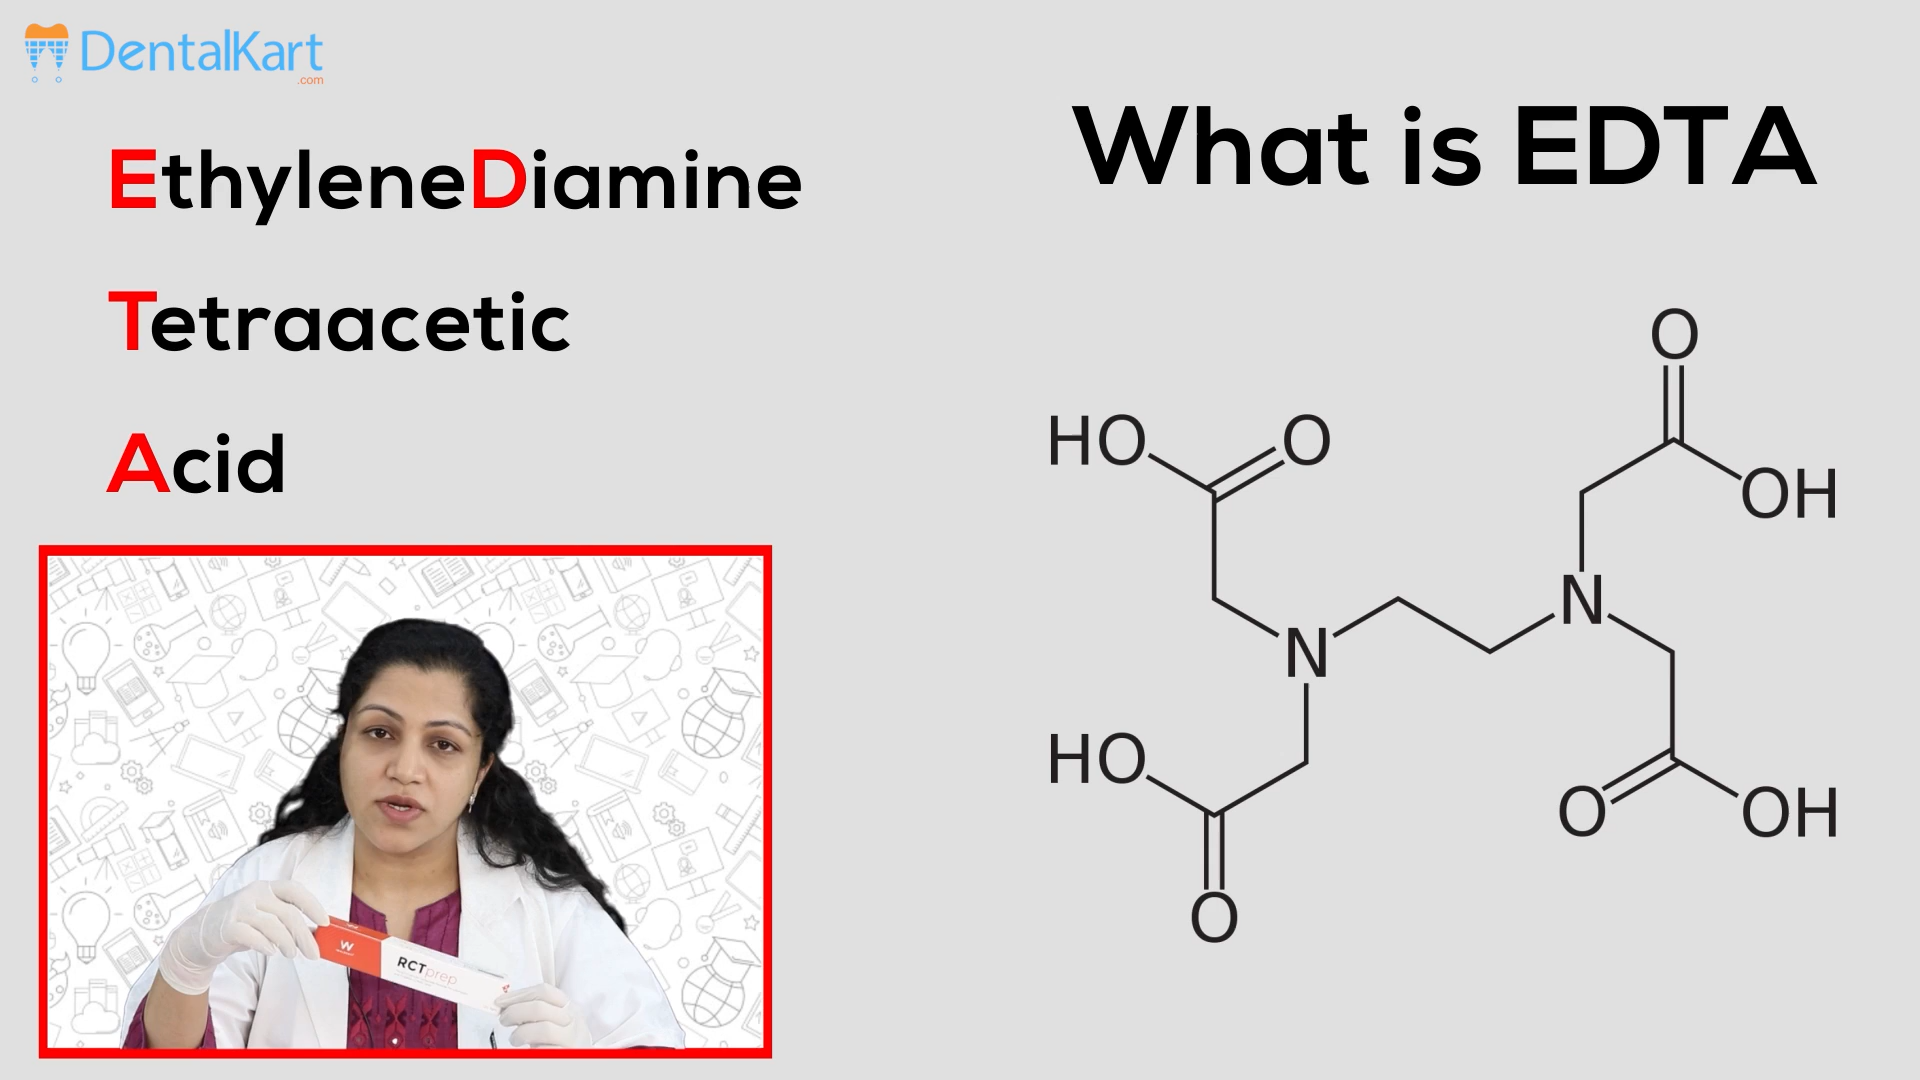 DentalKart
.com
What is EDTA
EthyleneDiamine
Tetraacetic
Acid
O
HO
O
OH
N
N
HO
O
OH
O
W
RCTprep